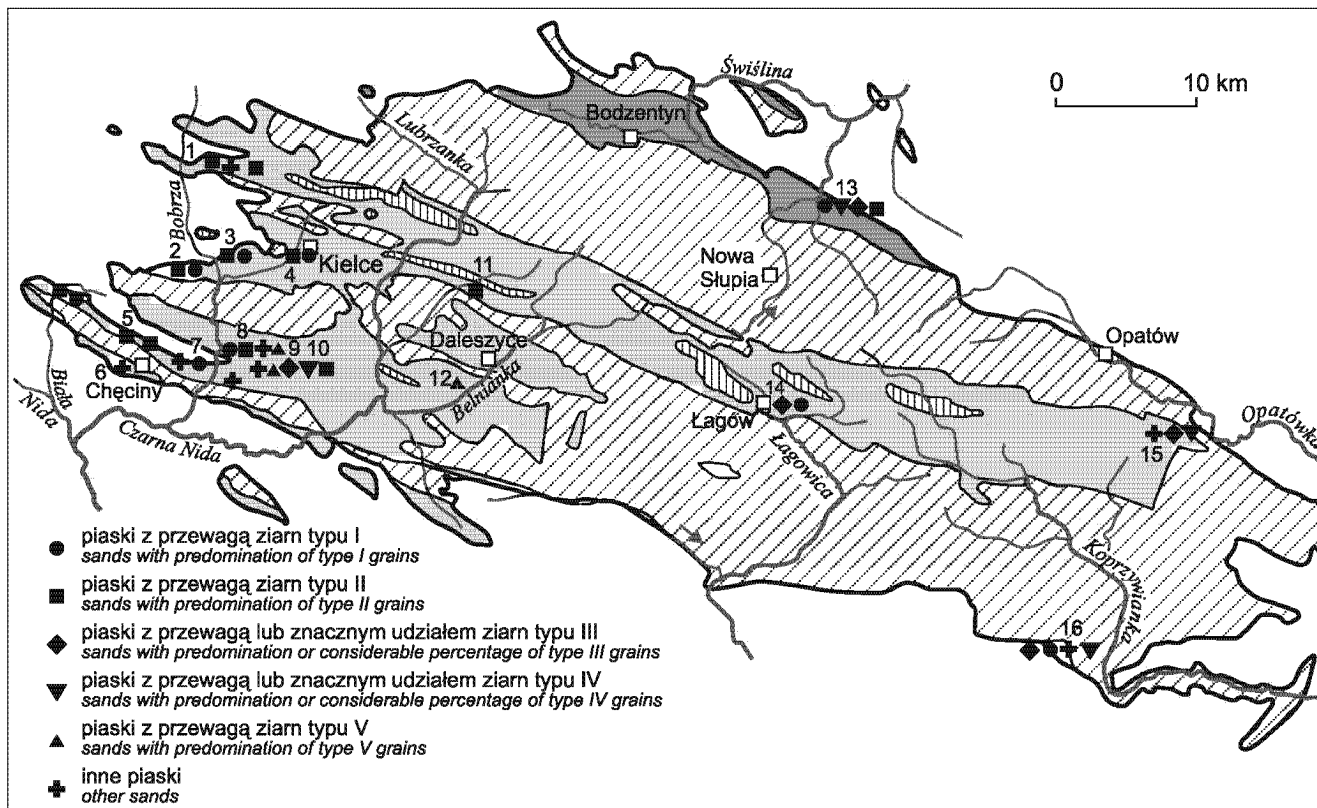 Świślina
0 10 km
Bodzentyn
Lubrzanka
1
13
Bobrza
3
2
4
Kielce
11
Nowa
Słupia
5
7
8
9 10
Daleszyce
Opatów
6
Chęciny
12
Belnianka
14
Łagów
Opatówka
15
Biała
Nida
Czarna Nida
Łagowica
Koprzywianka
16
piaski z przewagą ziarn typu I
sands with predomination of type I grains
piaski z przewagą ziarn typu II
sands with predomination of type II grains
piaski z przewagą lub znacznym udziałem ziarn typu III
sands with predomination or considerable percentage of type III grains
piaski z przewagą lub znacznym udziałem ziarn typu IV
sands with predomination or considerable percentage of type IV grains
piaski z przewagą ziarn typu V
sands with predomination of type V grains
inne piaski
other sands